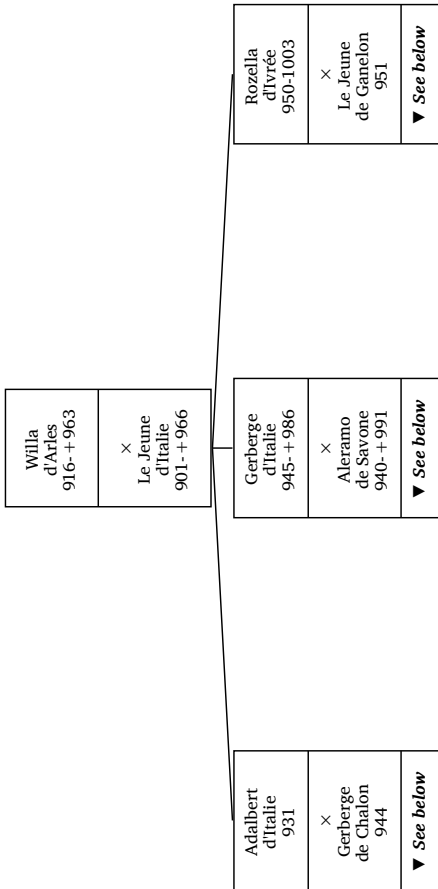 Willa
d'Arles
916-+963
×
Le Jeune
d'Italie
901-+966
Adalbert
d'Italie
931
×
Gerberge
de Chalon
944
▼ See below
Gerberge
d'Italie
945-+986
×
Aleramo
de Savone
940-+991
▼ See below
Rozella
d'Ivrée
950-1003
×
Le Jeune
de Ganelon
951
▼ See below